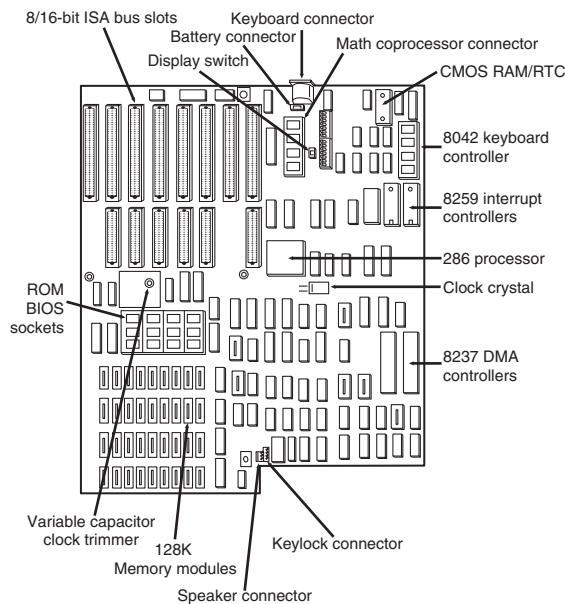 8/16-bit ISA bus slots
Keyboard connector
Battery connector
Math coprocessor connector
Display switch
CMOS RAM/RTC
8042 keyboard
controller
8259 interrupt
controllers
286 processor
Clock crystal
ROM
BIOS
sockets
8237 DMA
controllers
Variable capacitor
clock trimmer
128K
Memory modules
Keylock connector
Speaker connector